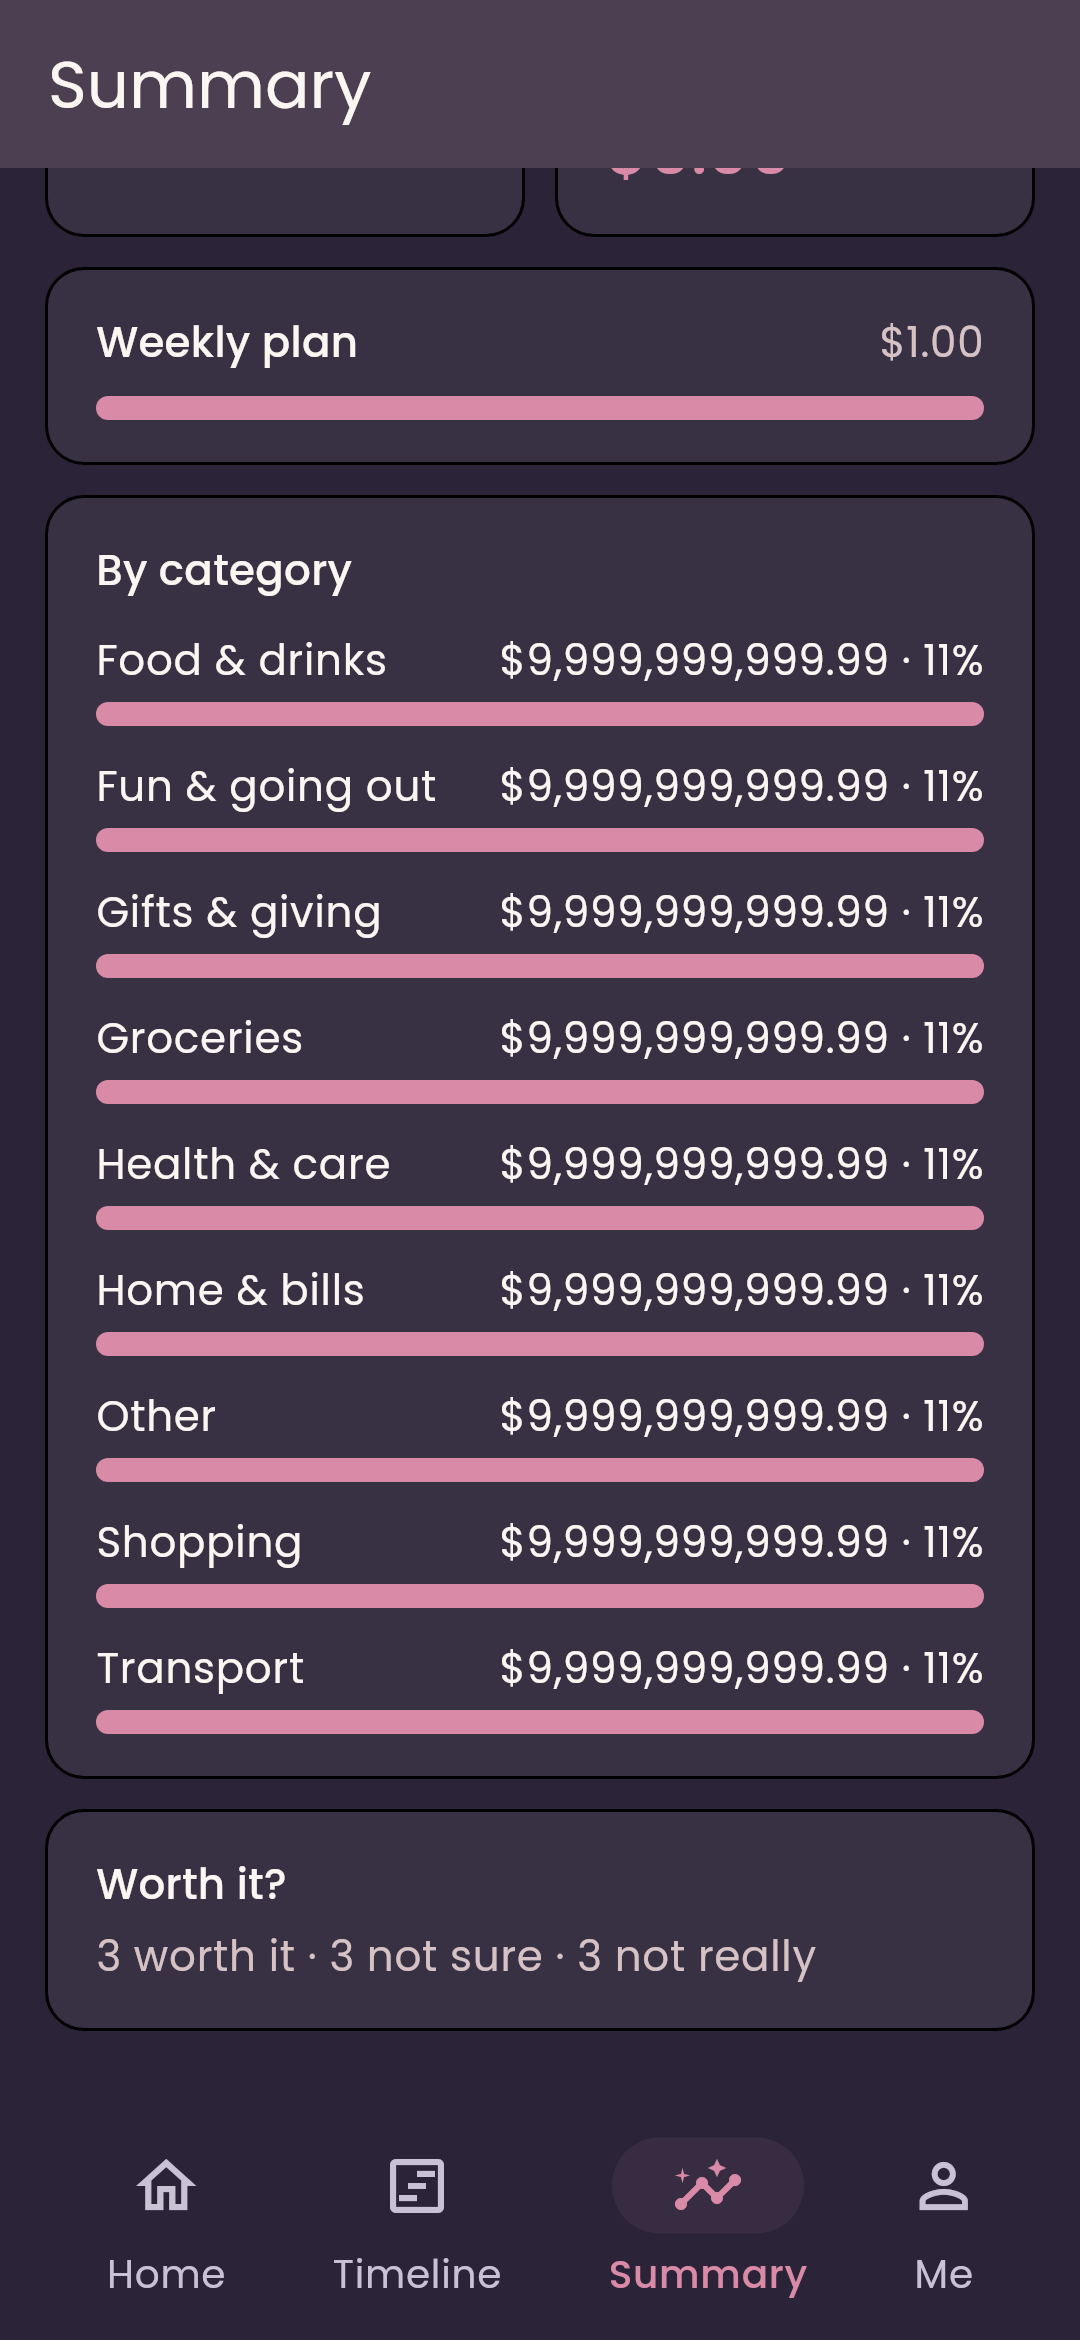 Summary
Weekly plan $1.00
By category
Food & drinks $9,999,999,999.99 · 11%
Fun & going out $9,999,999,999.99 · 11%
Gifts & giving $9,999,999,999.99 · 11%
Groceries $9,999,999,999.99 · 11%
Health & care $9,999,999,999.99 · 11%
Home & bills $9,999,999,999.99 · 11%
Other $9,999,999,999.99 · 11%
Shopping $9,999,999,999.99 · 11%
Transport $9,999,999,999.99 · 11%
Worth it?
3 worth it · 3 not sure · 3 not really
Home Timeline Summary Me